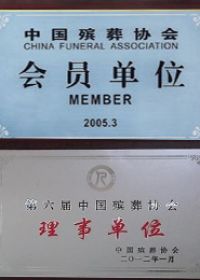 中国殡葬协会
CHINA FUNERAL ASSOCIATION
会员单位
MEMBER
2005.3
第六届中国殡葬协会
理事单位
中国殡葬协会
二〇一二年一月